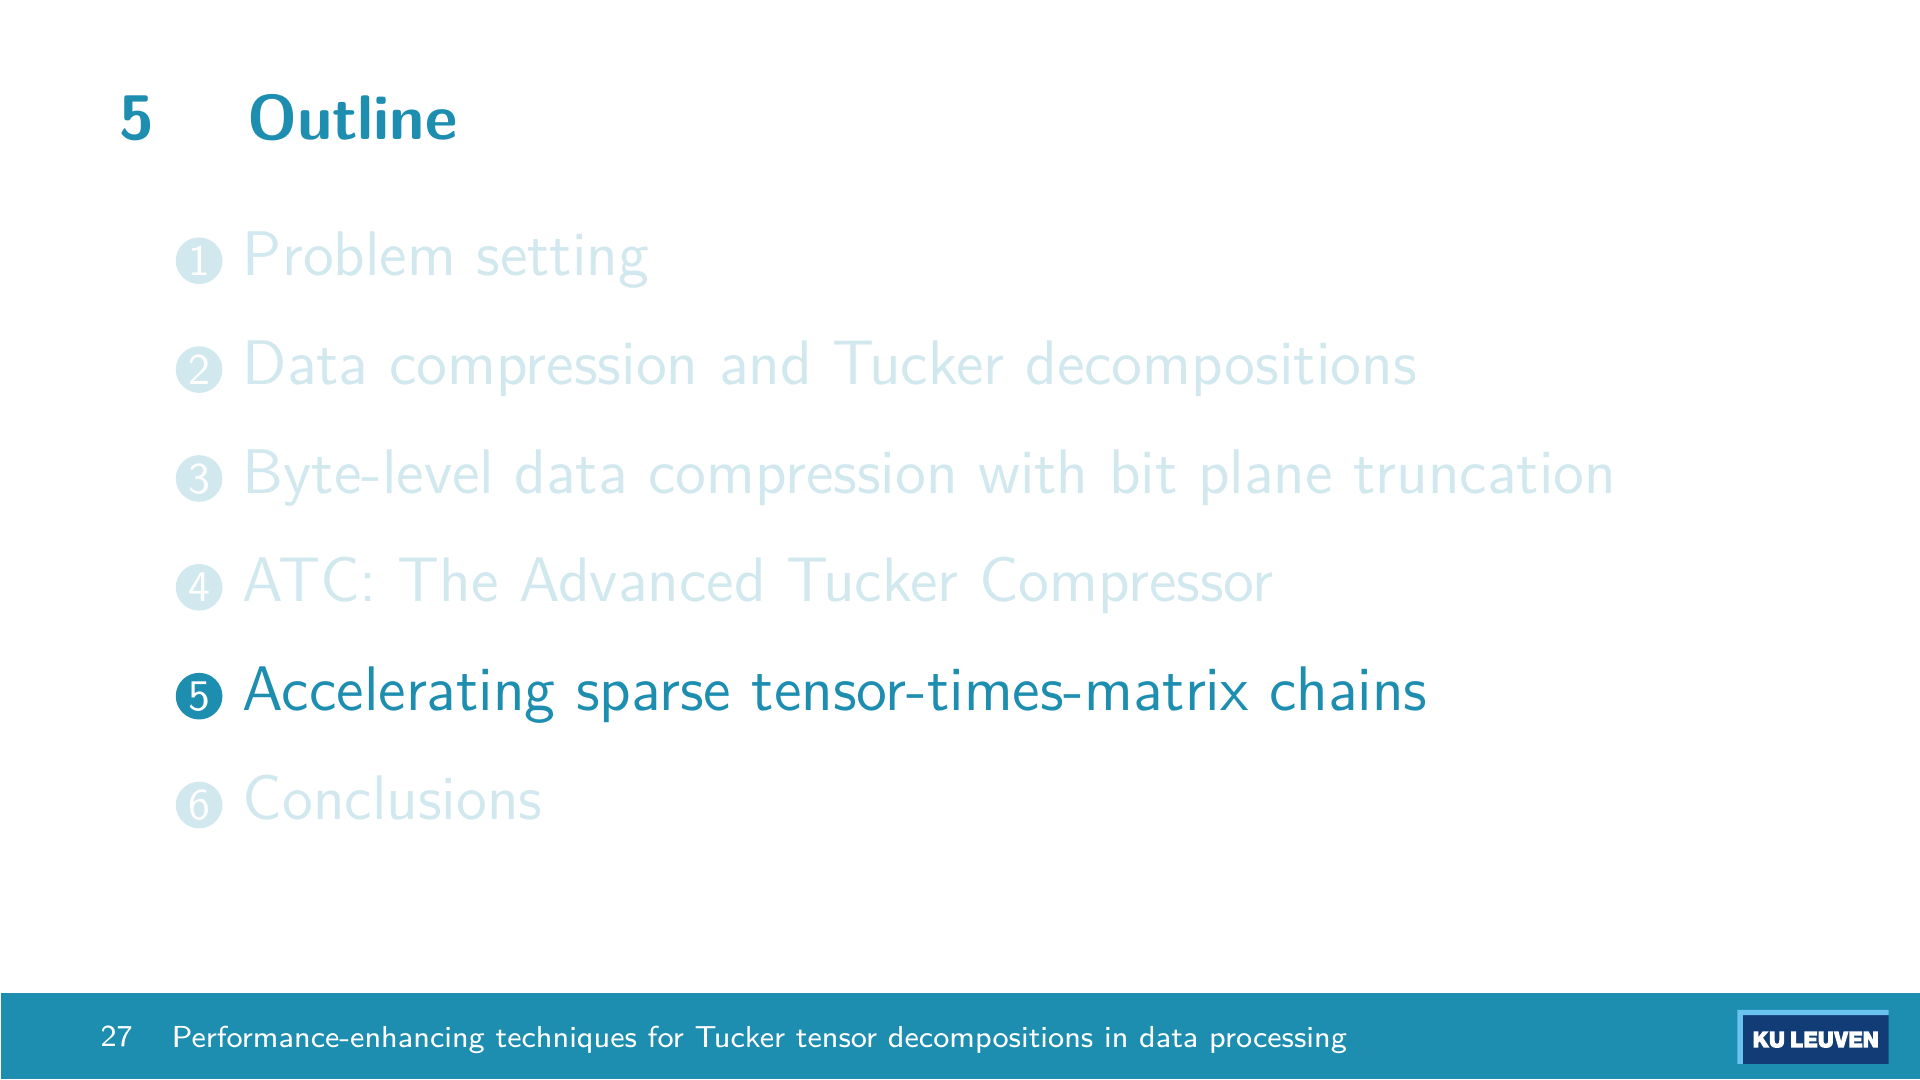 5 Outline
1 Problem setting
2 Data compression and Tucker decompositions
3 Byte-level data compression with bit plane truncation
4 ATC: The Advanced Tucker Compressor
5 Accelerating sparse tensor-times-matrix chains
6 Conclusions
27 Performance-enhancing techniques for Tucker tensor decompositions in data processing
KU LEUVEN